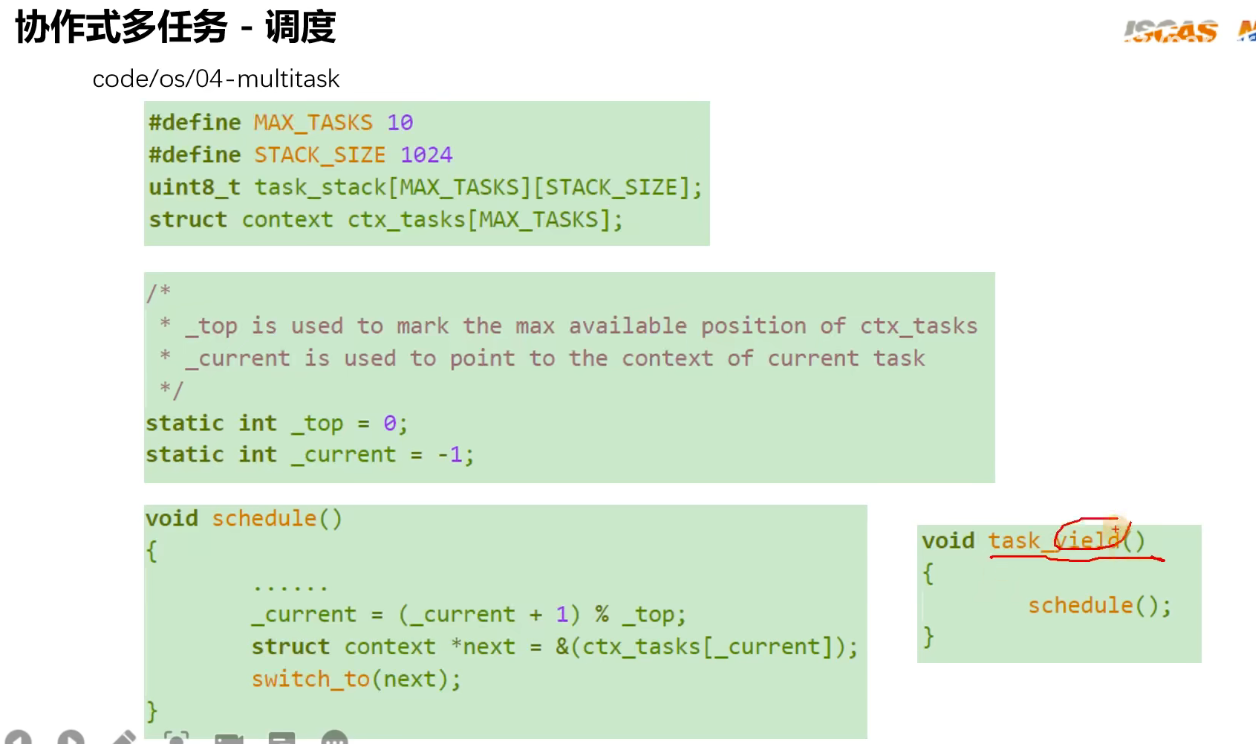 协作式多任务 - 调度
ISCAS
code/os/04-multitask
#define MAX_TASKS 10
#define STACK_SIZE 1024
uint8_t task_stack[MAX_TASKS][STACK_SIZE];
struct context ctx_tasks[MAX_TASKS];
/*
* _top is used to mark the max available position of ctx_tasks
* _current is used to point to the context of current task
*/
static int _top = 0;
static int _current = -1;
void schedule()
{
......
_current = (_current + 1) % _top;
struct context *next = &(ctx_tasks[_current]);
switch_to(next);
}
void task_yield()
{
schedule();
}